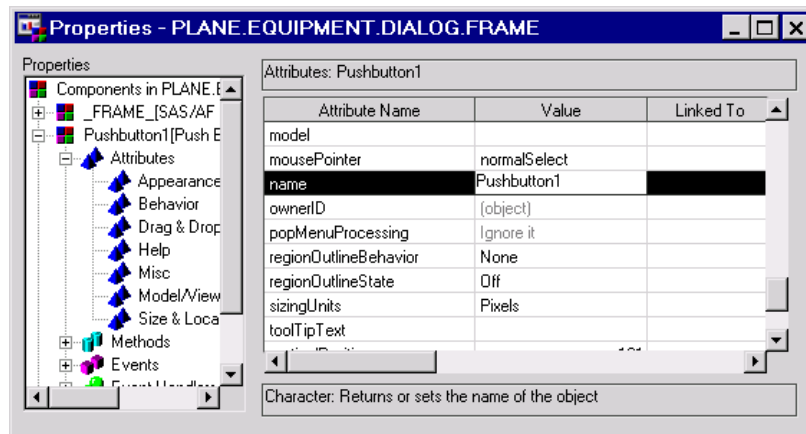 Properties - PLANE.EQUIPMENT.DIALOG.FRAME
Properties
Components in PLANE.E
_FRAME_[SAS/AF
Pushbutton1[Push B
Attributes
Appearance
Behavior
Drag & Drop
Help
Misc
Model/View
Size & Loca
Methods
Events
Event Handlers
Attributes: Pushbutton1
Attribute Name Value Linked To
model
mousePointer normalSelect
name Pushbutton1
ownerID (object)
popMenuProcessing Ignore it
regionOutlineBehavior None
regionOutlineState Off
sizingUnits Pixels
toolTipText
Character: Returns or sets the name of the object